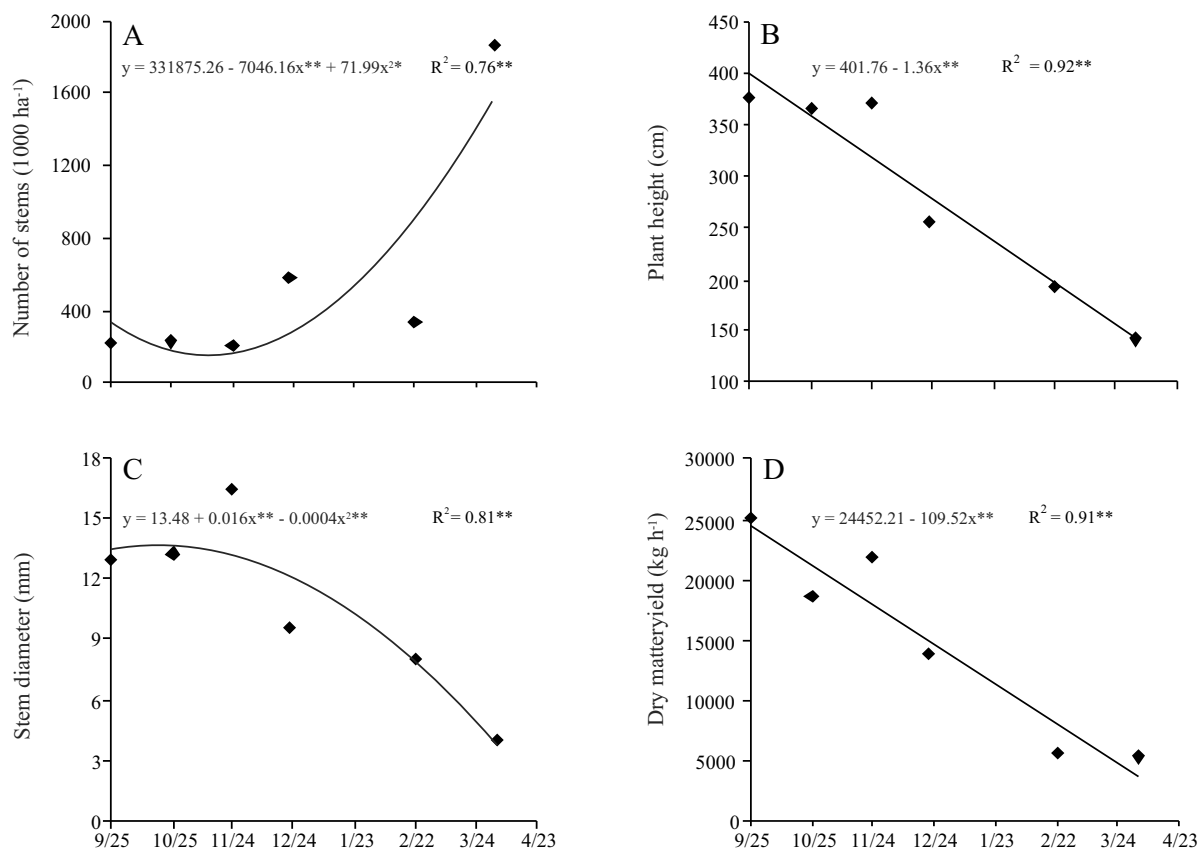 A
y = 331875.26 - 7046.16x** + 71.99x²* R² = 0.76**
Number of stems (1000 ha⁻¹)
2000
1600
1200
800
400
0
B
y = 401.76 - 1.36x** R² = 0.92**
Plant height (cm)
450
400
350
300
250
200
150
100
C
y = 13.48 + 0.016x** - 0.0004x²** R² = 0.81**
Stem diameter (mm)
18
15
12
9
6
3
0
9/25 10/25 11/24 12/24 1/23 2/22 3/24 4/23
D
y = 24452.21 - 109.52x** R² = 0.91**
Dry matteryield (kg h⁻¹)
30000
25000
20000
15000
10000
5000
0
9/25 10/25 11/24 12/24 1/23 2/22 3/24 4/23